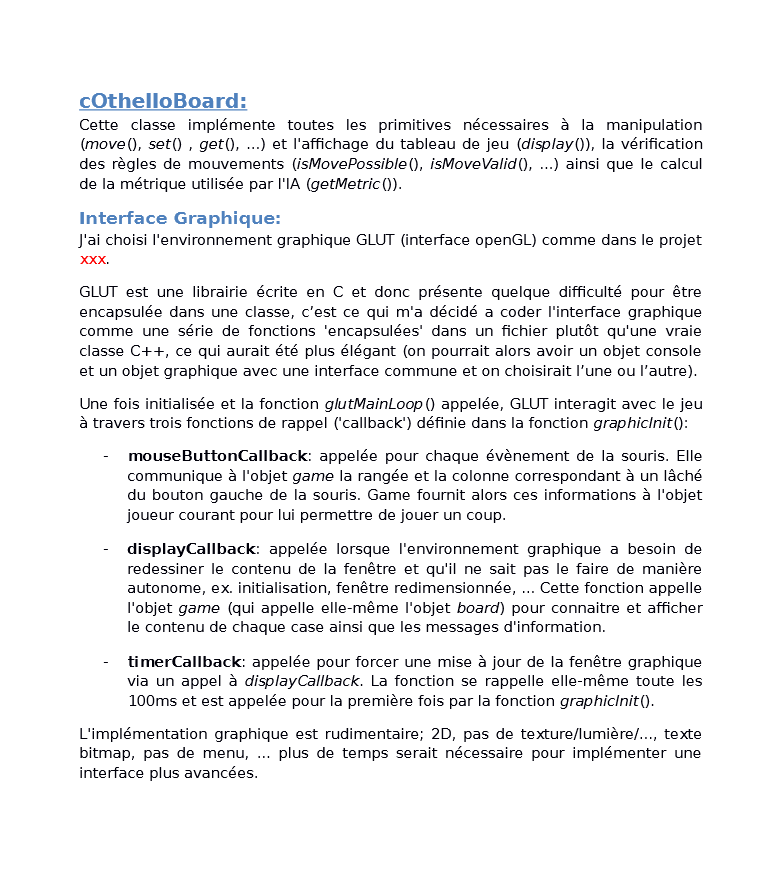 cOthelloBoard:
Cette classe implémente toutes les primitives nécessaires à la manipulation
(move(), set() , get(), ...) et l'affichage du tableau de jeu (display()), la vérification
des règles de mouvements (isMovePossible(), isMoveValid(), ...) ainsi que le calcul
de la métrique utilisée par l'IA (getMetric()).
Interface Graphique:
J'ai choisi l'environnement graphique GLUT (interface openGL) comme dans le projet
xxx.
GLUT est une librairie écrite en C et donc présente quelque difficulté pour être
encapsulée dans une classe, c’est ce qui m'a décidé a coder l'interface graphique
comme une série de fonctions 'encapsulées' dans un fichier plutôt qu'une vraie
classe C++, ce qui aurait été plus élégant (on pourrait alors avoir un objet console
et un objet graphique avec une interface commune et on choisirait l’une ou l’autre).
Une fois initialisée et la fonction glutMainLoop() appelée, GLUT interagit avec le jeu
à travers trois fonctions de rappel ('callback') définie dans la fonction graphicInit():
- mouseButtonCallback: appelée pour chaque évènement de la souris. Elle
communique à l'objet game la rangée et la colonne correspondant à un lâché
du bouton gauche de la souris. Game fournit alors ces informations à l'objet
joueur courant pour lui permettre de jouer un coup.
- displayCallback: appelée lorsque l'environnement graphique a besoin de
redessiner le contenu de la fenêtre et qu'il ne sait pas le faire de manière
autonome, ex. initialisation, fenêtre redimensionnée, ... Cette fonction appelle
l'objet game (qui appelle elle-même l'objet board) pour connaitre et afficher
le contenu de chaque case ainsi que les messages d'information.
- timerCallback: appelée pour forcer une mise à jour de la fenêtre graphique
via un appel à displayCallback. La fonction se rappelle elle-même toute les
100ms et est appelée pour la première fois par la fonction graphicInit().
L'implémentation graphique est rudimentaire; 2D, pas de texture/lumière/..., texte
bitmap, pas de menu, ... plus de temps serait nécessaire pour implémenter une
interface plus avancées.